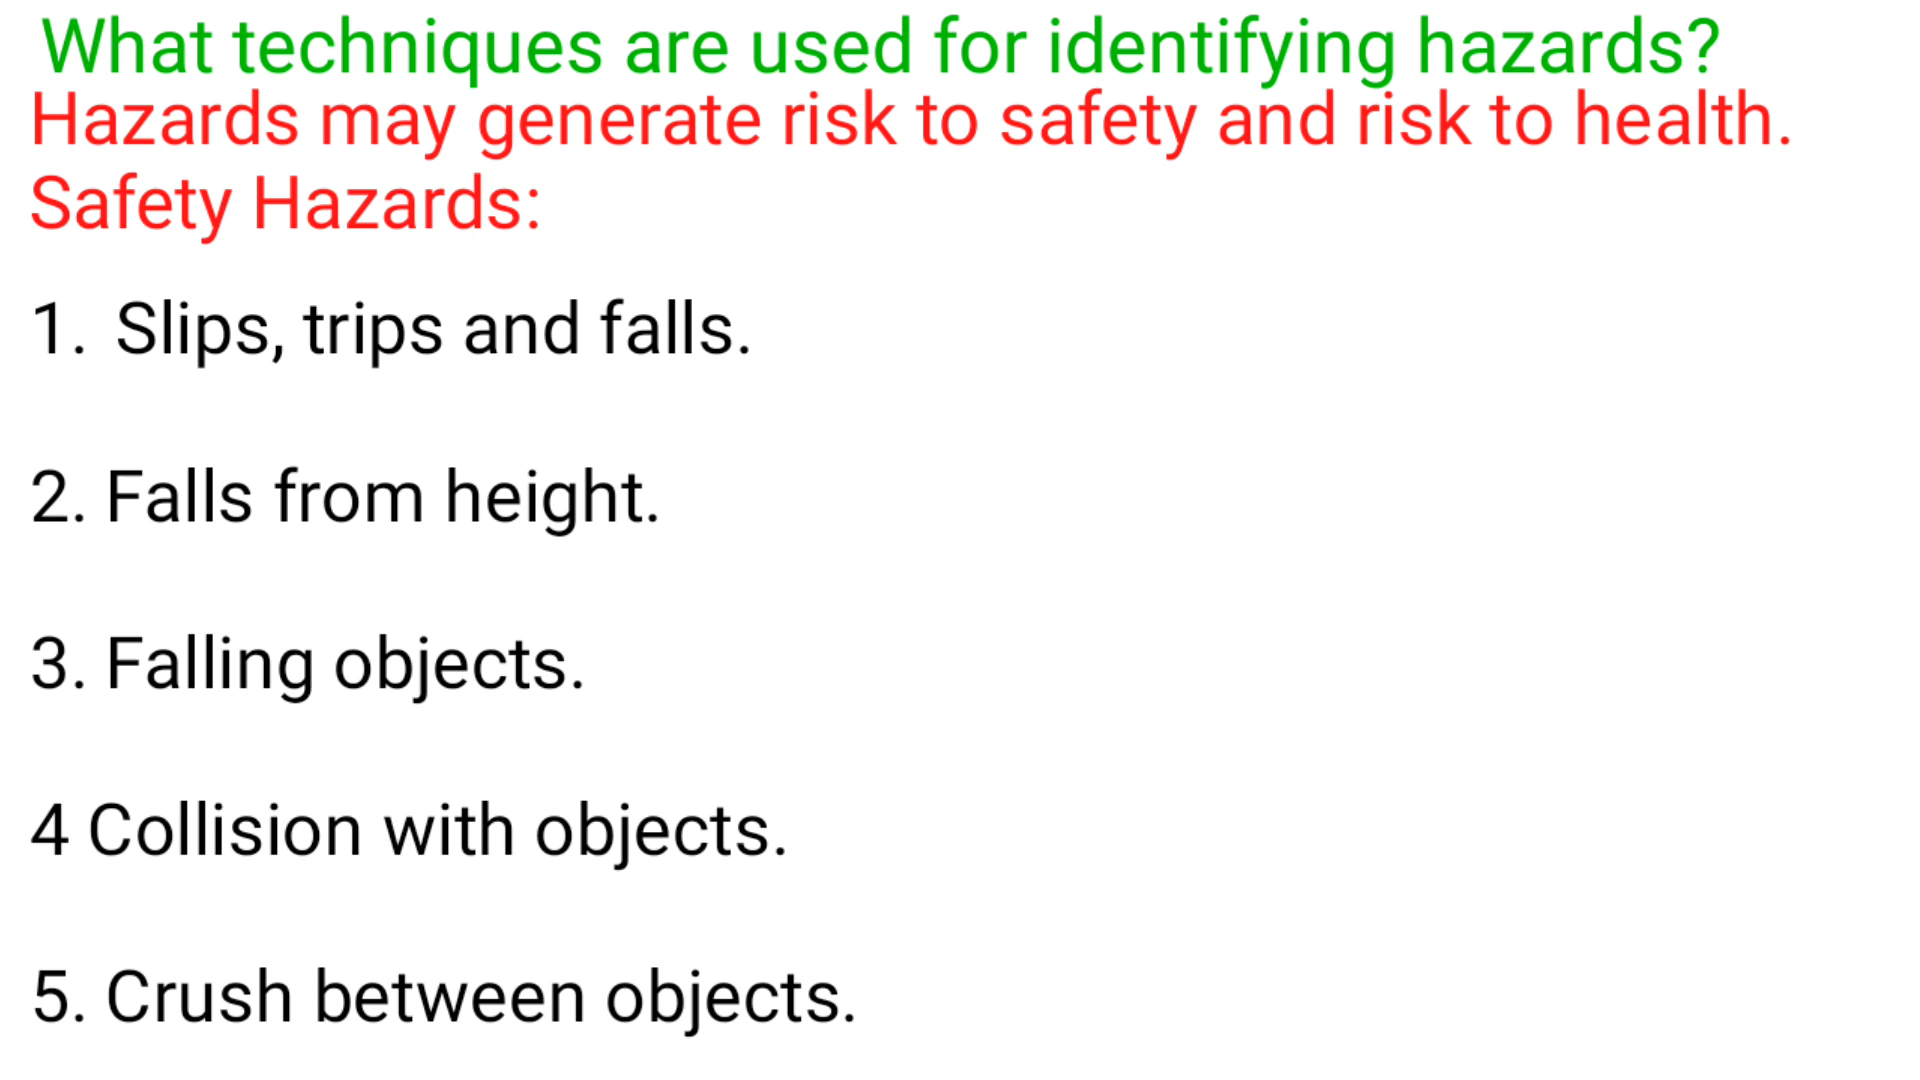 What techniques are used for identifying hazards?
Hazards may generate risk to safety and risk to health.
Safety Hazards:
1. Slips, trips and falls.
2. Falls from height.
3. Falling objects.
4 Collision with objects.
5. Crush between objects.